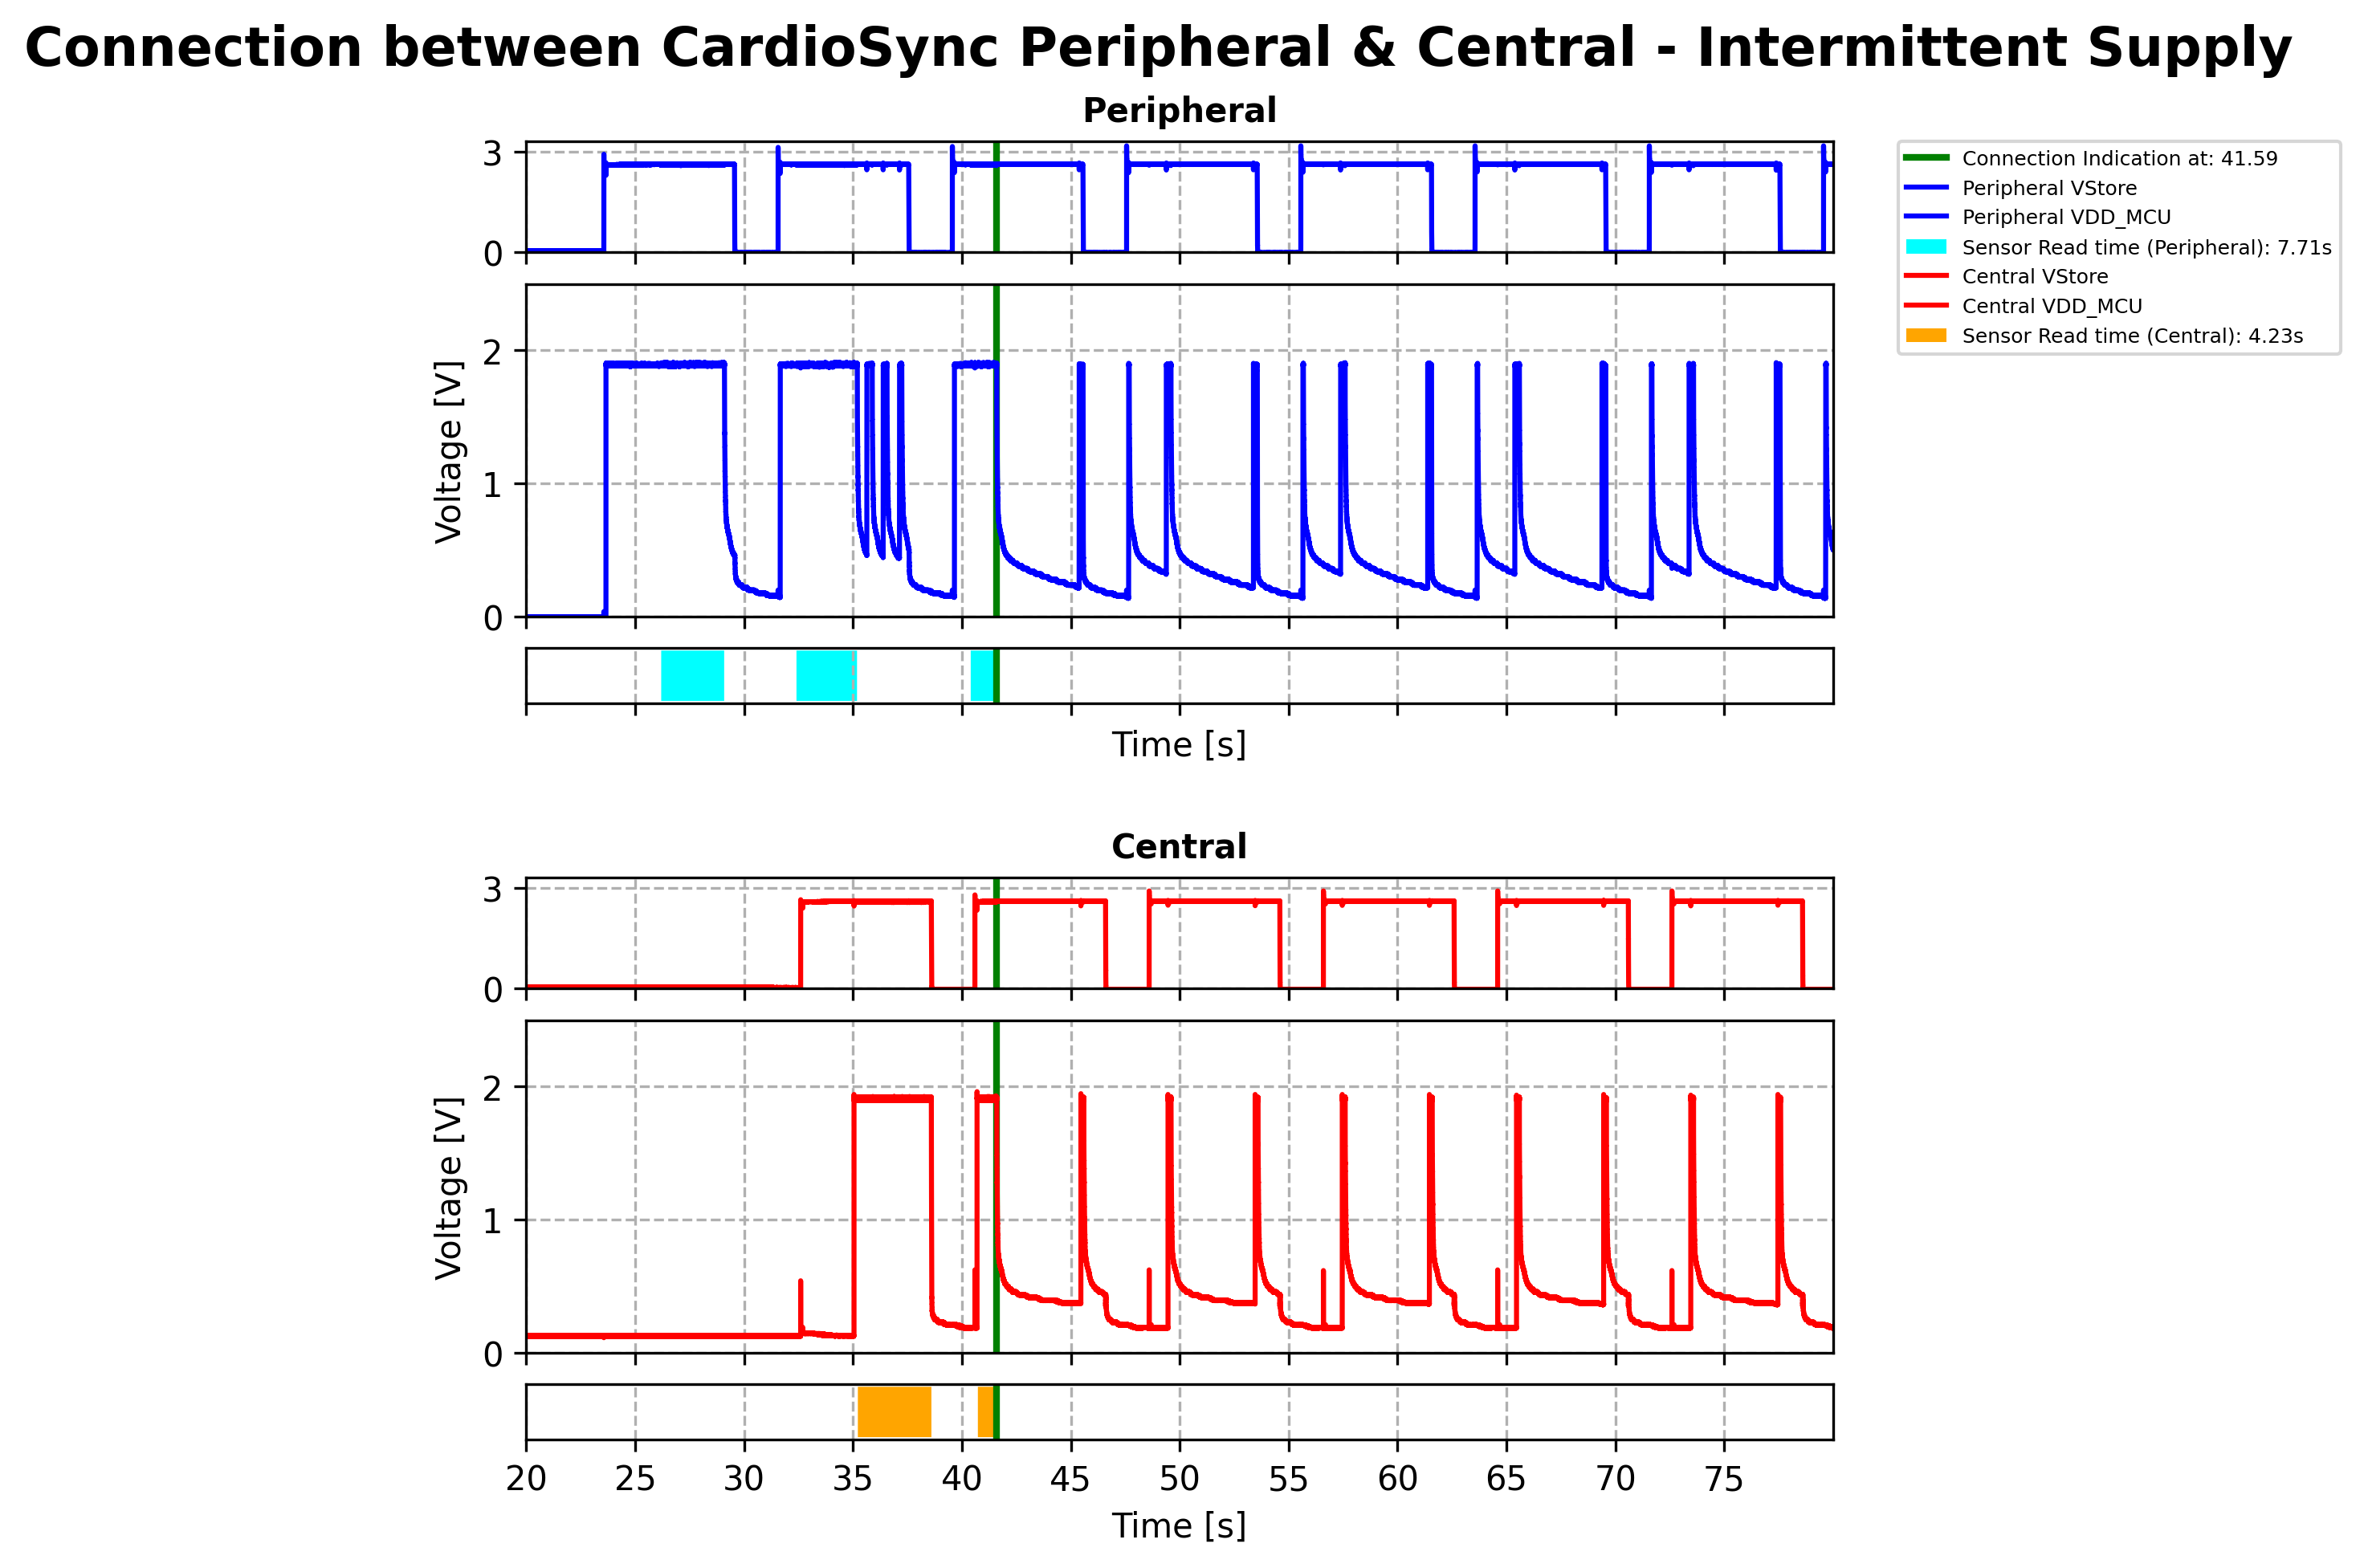 Connection between CardioSync Peripheral & Central - Intermittent Supply
Peripheral
3
0
Connection Indication at: 41.59
Peripheral VStore
Peripheral VDD_MCU
Sensor Read time (Peripheral): 7.71s
Central VStore
Central VDD_MCU
Sensor Read time (Central): 4.23s
Voltage [V]
2
1
0
Time [s]
Central
3
0
Voltage [V]
2
1
0
20 25 30 35 40 45 50 55 60 65 70 75
Time [s]